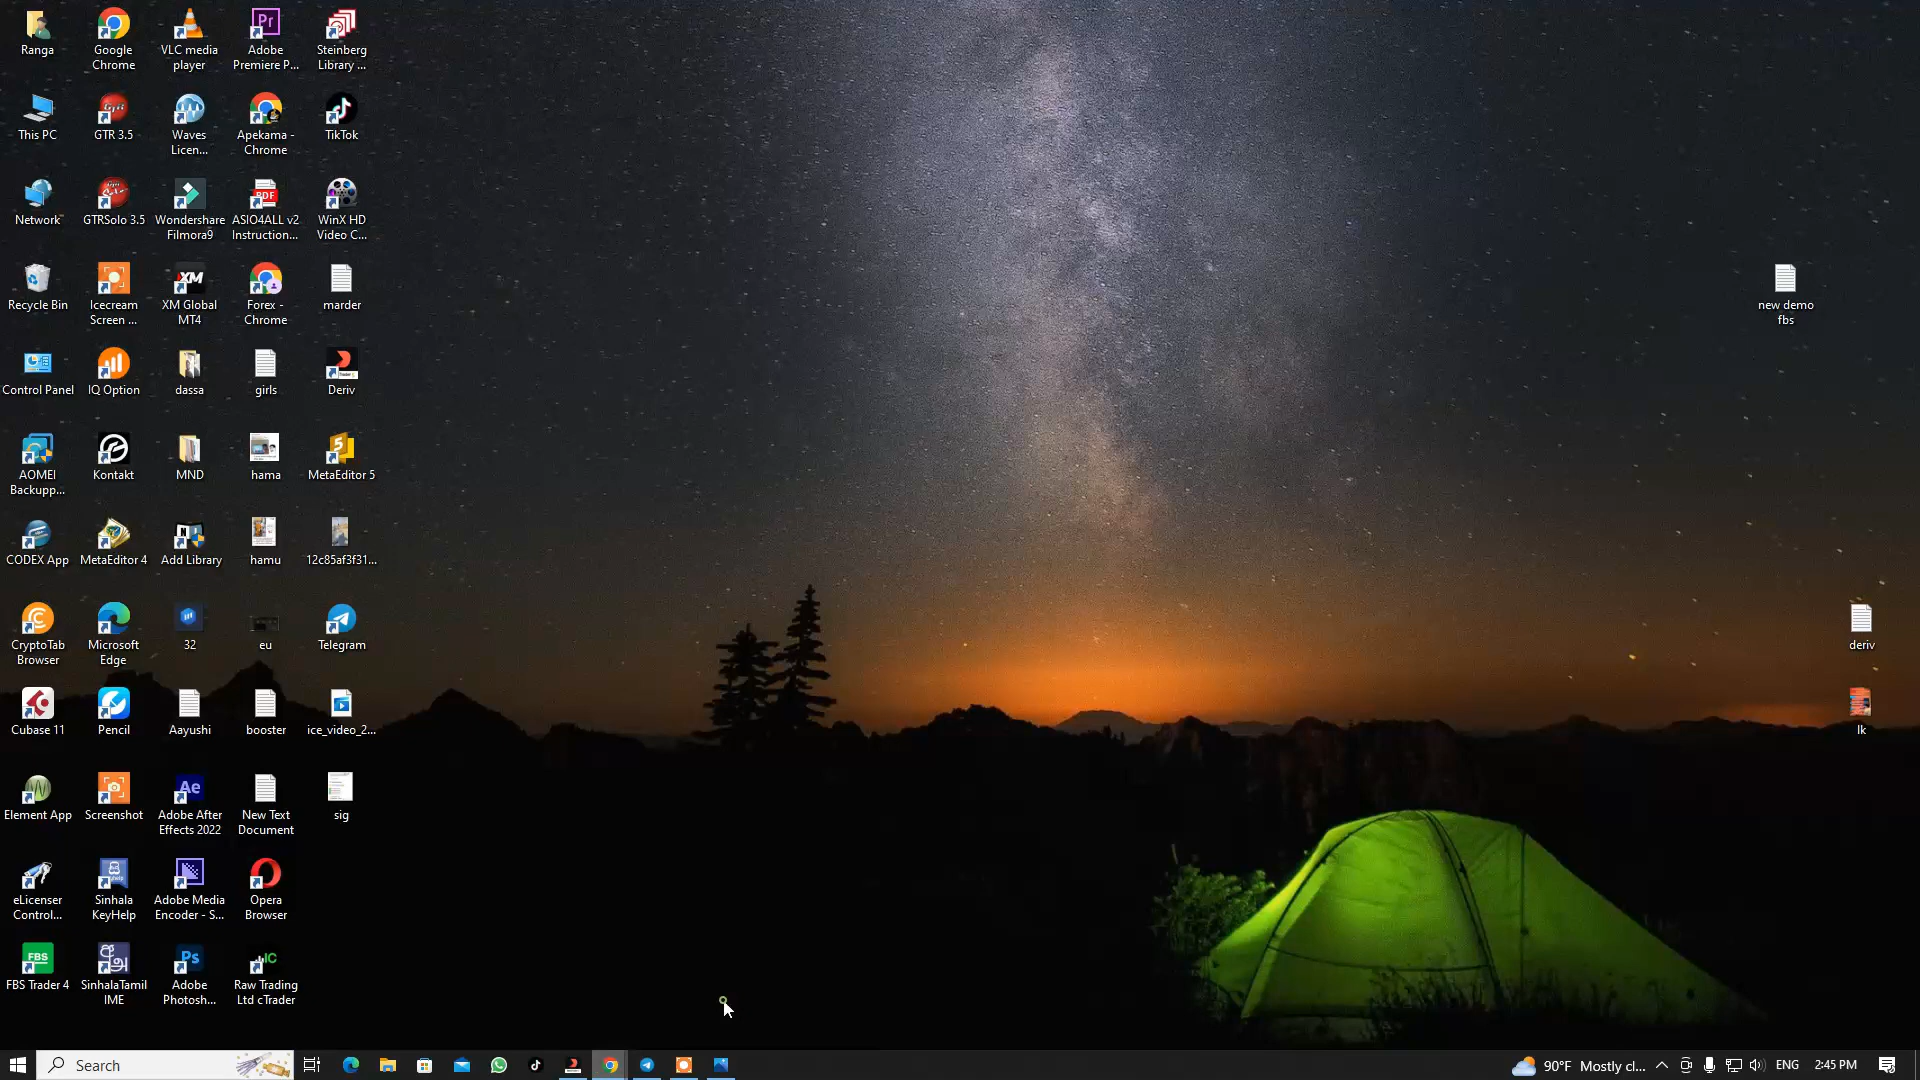 Ranga
Google
Chrome
VLC media
player
Adobe
Premiere P...
Steinberg
Library ...
This PC
GTR 3.5
Waves
Licen...
Apekama -
Chrome
TikTok
Network
GTRSolo 3.5
Wondershare
Filmora9
ASIO4ALL v2
Instruction...
WinX HD
Video C...
Recycle Bin
Icecream
Screen ...
XM Global
MT4
Forex -
Chrome
marder
new demo
fbs
Control Panel
IQ Option
dassa
girls
Deriv
AOMEI
Backupp...
Kontakt
MND
hama
MetaEditor 5
CODEX App
MetaEditor 4
Add Library
hamu
12c85af3f31...
CryptoTab
Browser
Microsoft
Edge
32
eu
Telegram
deriv
Cubase 11
Pencil
Aayushi
booster
ice_video_2...
lk
Element App
Screenshot
Adobe After
Effects 2022
New Text
Document
sig
eLicenser
Control...
Sinhala
KeyHelp
Adobe Media
Encoder - S...
Opera
Browser
FBS Trader 4
SinhalaTamil
IME
Adobe
Photosh...
Raw Trading
Ltd cTrader
Search
90°F Mostly cl...
ENG
2:45 PM